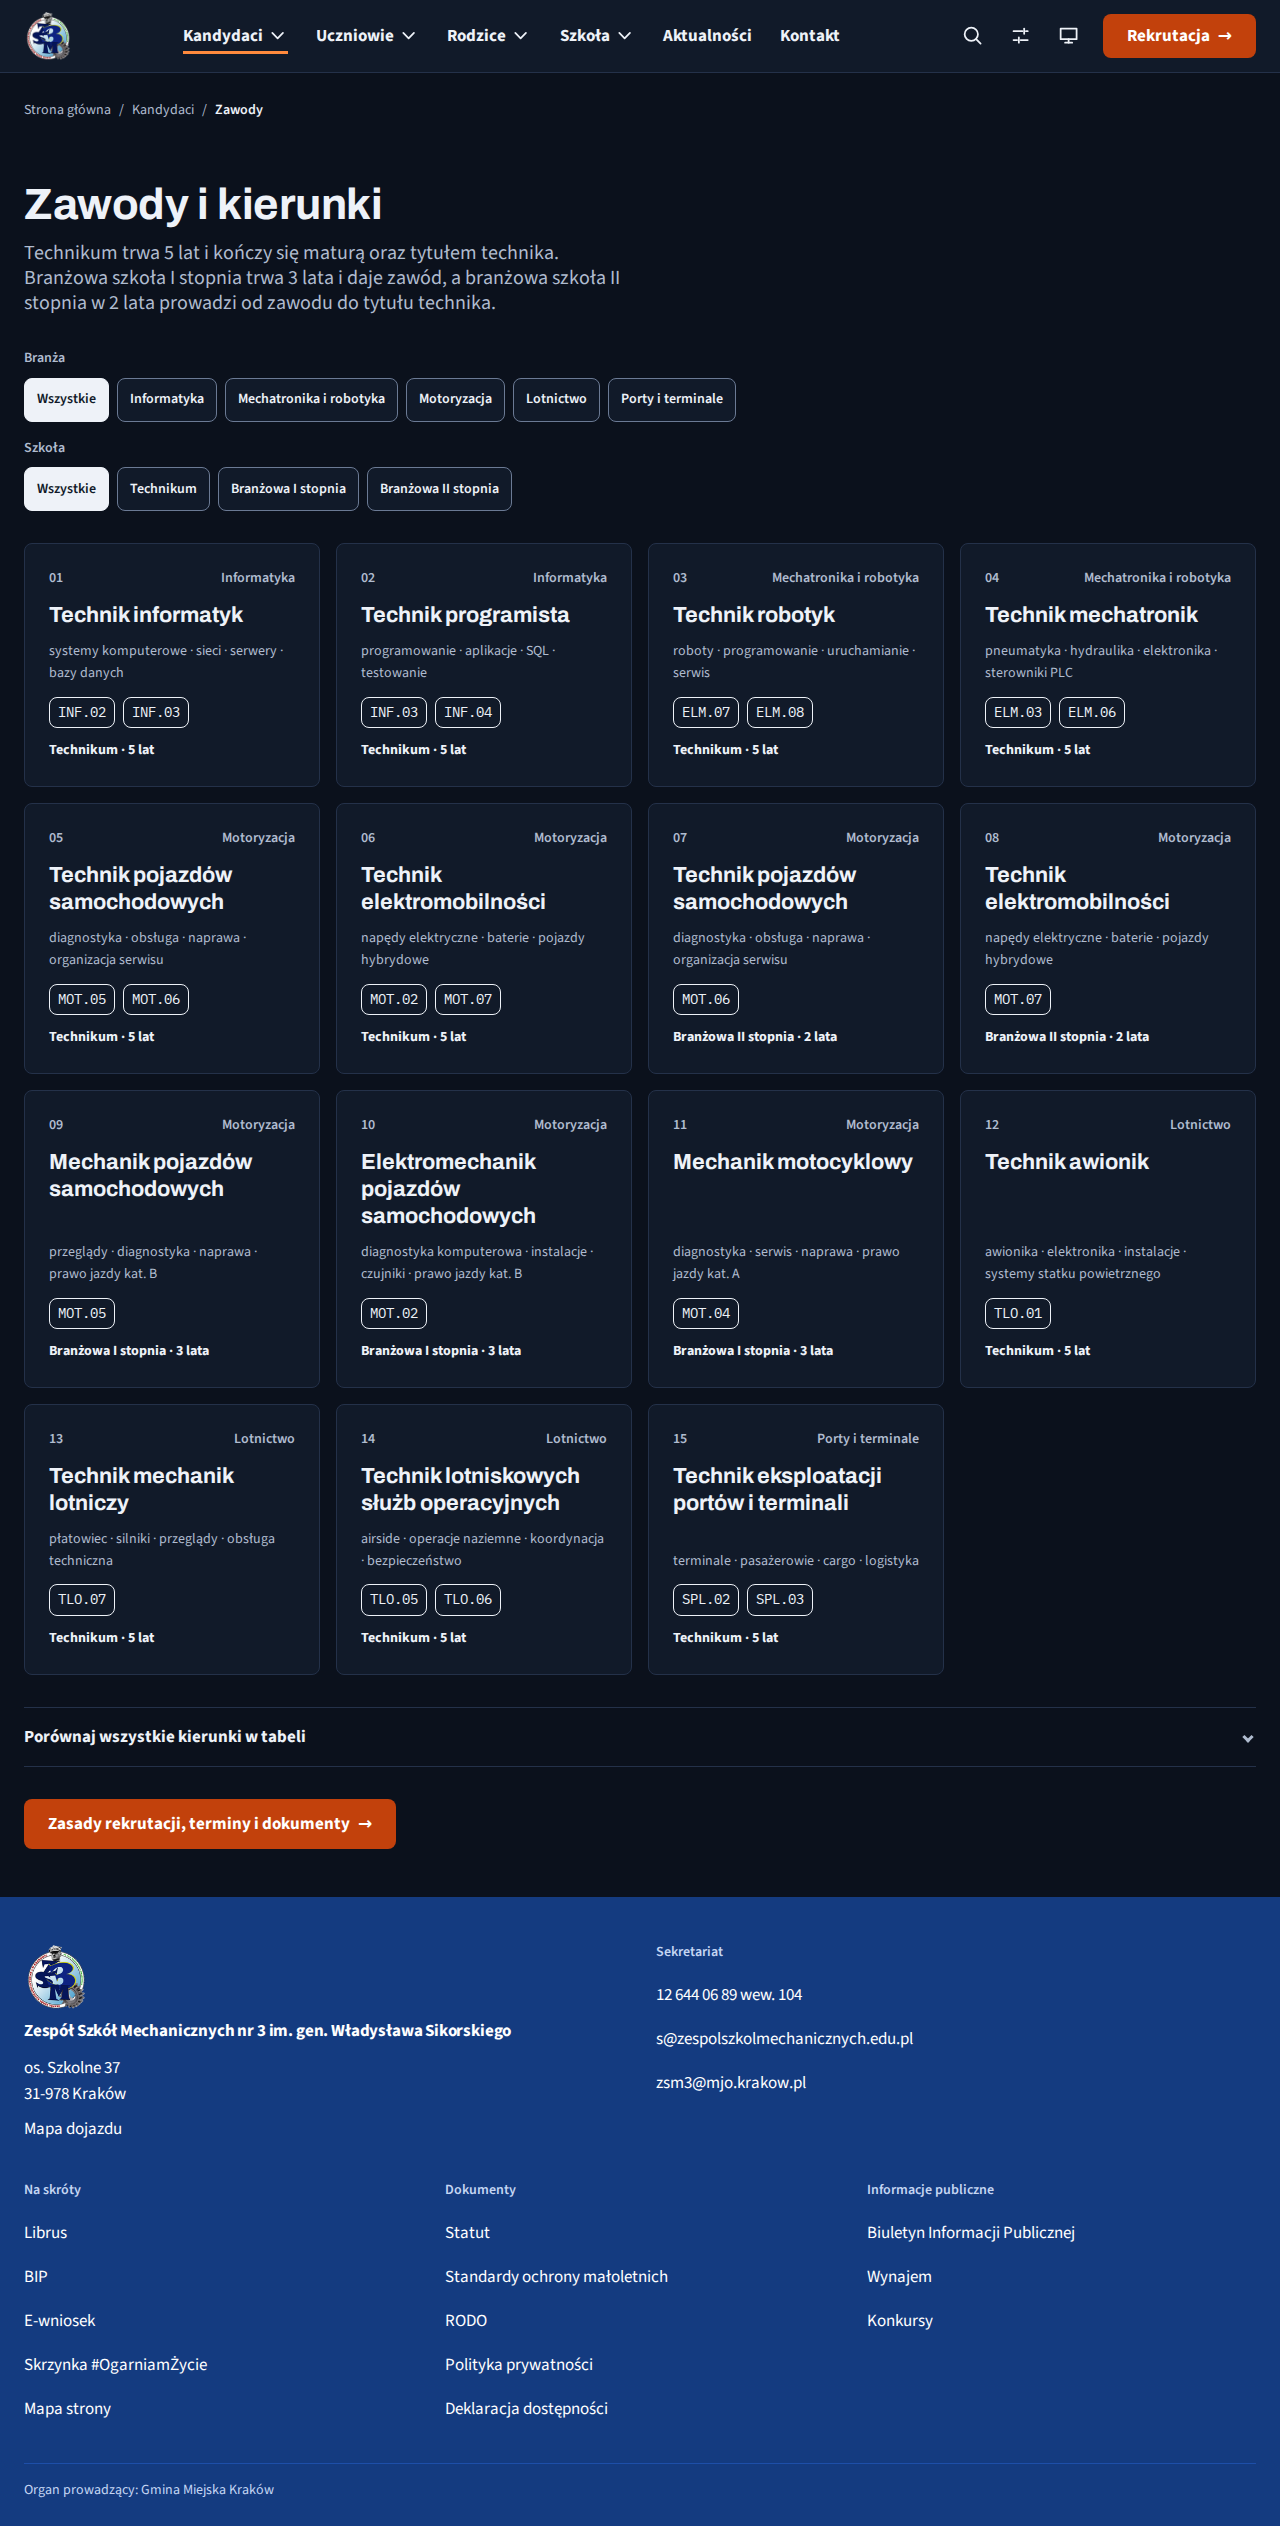 Kandydaci Uczniowie Rodzice Szkoła Aktualności Kontakt Rekrutacja →
Strona główna / Kandydaci / Zawody
Zawody i kierunki
Technikum trwa 5 lat i kończy się maturą oraz tytułem technika.
Branżowa szkoła I stopnia trwa 3 lata i daje zawód, a branżowa szkoła II
stopnia w 2 lata prowadzi od zawodu do tytułu technika.
Branża
Wszystkie Informatyka Mechatronika i robotyka Motoryzacja Lotnictwo Porty i terminale
Szkoła
Wszystkie Technikum Branżowa I stopnia Branżowa II stopnia
01 Informatyka
Technik informatyk
systemy komputerowe · sieci · serwery ·
bazy danych
INF.02 INF.03
Technikum · 5 lat
02 Informatyka
Technik programista
programowanie · aplikacje · SQL ·
testowanie
INF.03 INF.04
Technikum · 5 lat
03 Mechatronika i robotyka
Technik robotyk
roboty · programowanie · uruchamianie ·
serwis
ELM.07 ELM.08
Technikum · 5 lat
04 Mechatronika i robotyka
Technik mechatronik
pneumatyka · hydraulika · elektronika ·
sterowniki PLC
ELM.03 ELM.06
Technikum · 5 lat
05 Motoryzacja
Technik pojazdów
samochodowych
diagnostyka · obsługa · naprawa ·
organizacja serwisu
MOT.05 MOT.06
Technikum · 5 lat
06 Motoryzacja
Technik
elektromobilności
napędy elektryczne · baterie · pojazdy
hybrydowe
MOT.02 MOT.07
Technikum · 5 lat
07 Motoryzacja
Technik pojazdów
samochodowych
diagnostyka · obsługa · naprawa ·
organizacja serwisu
MOT.06
Branżowa II stopnia · 2 lata
08 Motoryzacja
Technik
elektromobilności
napędy elektryczne · baterie · pojazdy
hybrydowe
MOT.07
Branżowa II stopnia · 2 lata
09 Motoryzacja
Mechanik pojazdów
samochodowych
przeglądy · diagnostyka · naprawa ·
prawo jazdy kat. B
MOT.05
Branżowa I stopnia · 3 lata
10 Motoryzacja
Elektromechanik
pojazdów
samochodowych
diagnostyka komputerowa · instalacje ·
czujniki · prawo jazdy kat. B
MOT.02
Branżowa I stopnia · 3 lata
11 Motoryzacja
Mechanik motocyklowy
diagnostyka · serwis · naprawa · prawo
jazdy kat. A
MOT.04
Branżowa I stopnia · 3 lata
12 Lotnictwo
Technik awionik
awionika · elektronika · instalacje ·
systemy statku powietrznego
TLO.01
Technikum · 5 lat
13 Lotnictwo
Technik mechanik
lotniczy
płatowiec · silniki · przeglądy · obsługa
techniczna
TLO.07
Technikum · 5 lat
14 Lotnictwo
Technik lotniskowych
służb operacyjnych
airside · operacje naziemne · koordynacja
· bezpieczeństwo
TLO.05 TLO.06
Technikum · 5 lat
15 Porty i terminale
Technik eksploatacji
portów i terminali
terminale · pasażerowie · cargo · logistyka
SPL.02 SPL.03
Technikum · 5 lat
Porównaj wszystkie kierunki w tabeli
Zasady rekrutacji, terminy i dokumenty →
Zespół Szkół Mechanicznych nr 3 im. gen. Władysława Sikorskiego
os. Szkolne 37
31-978 Kraków
Mapa dojazdu
Sekretariat
12 644 06 89 wew. 104
s@zespolszkolmechanicznych.edu.pl
zsm3@mjo.krakow.pl
Na skróty
Librus
BIP
E-wniosek
Skrzynka #OgarniamŻycie
Mapa strony
Dokumenty
Statut
Standardy ochrony małoletnich
RODO
Polityka prywatności
Deklaracja dostępności
Informacje publiczne
Biuletyn Informacji Publicznej
Wynajem
Konkursy
Organ prowadzący: Gmina Miejska Kraków